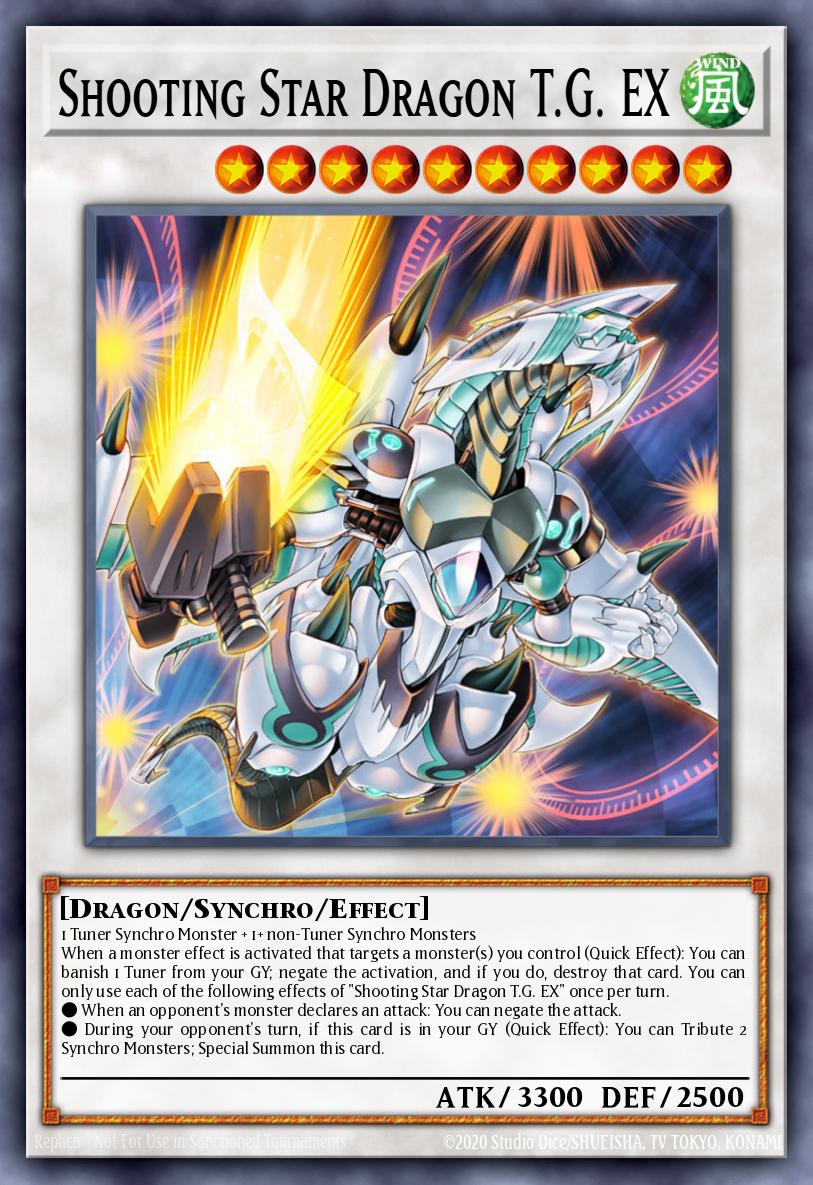 Shooting Star Dragon T.G. EX
WIND
風
[Dragon/Synchro/Effect]
1 Tuner Synchro Monster + 1+ non-Tuner Synchro Monsters
When a monster effect is activated that targets a monster(s) you control (Quick Effect): You can
banish 1 Tuner from your GY; negate the activation, and if you do, destroy that card. You can
only use each of the following effects of "Shooting Star Dragon T.G. EX" once per turn.
● When an opponent's monster declares an attack: You can negate the attack.
● During your opponent's turn, if this card is in your GY (Quick Effect): You can Tribute 2
Synchro Monsters; Special Summon this card.
ATK/3300 DEF/2500
Replica - Not For Use in Sanctioned Tournaments
©2020 Studio Dice/SHUEISHA, TV TOKYO, KONAMI